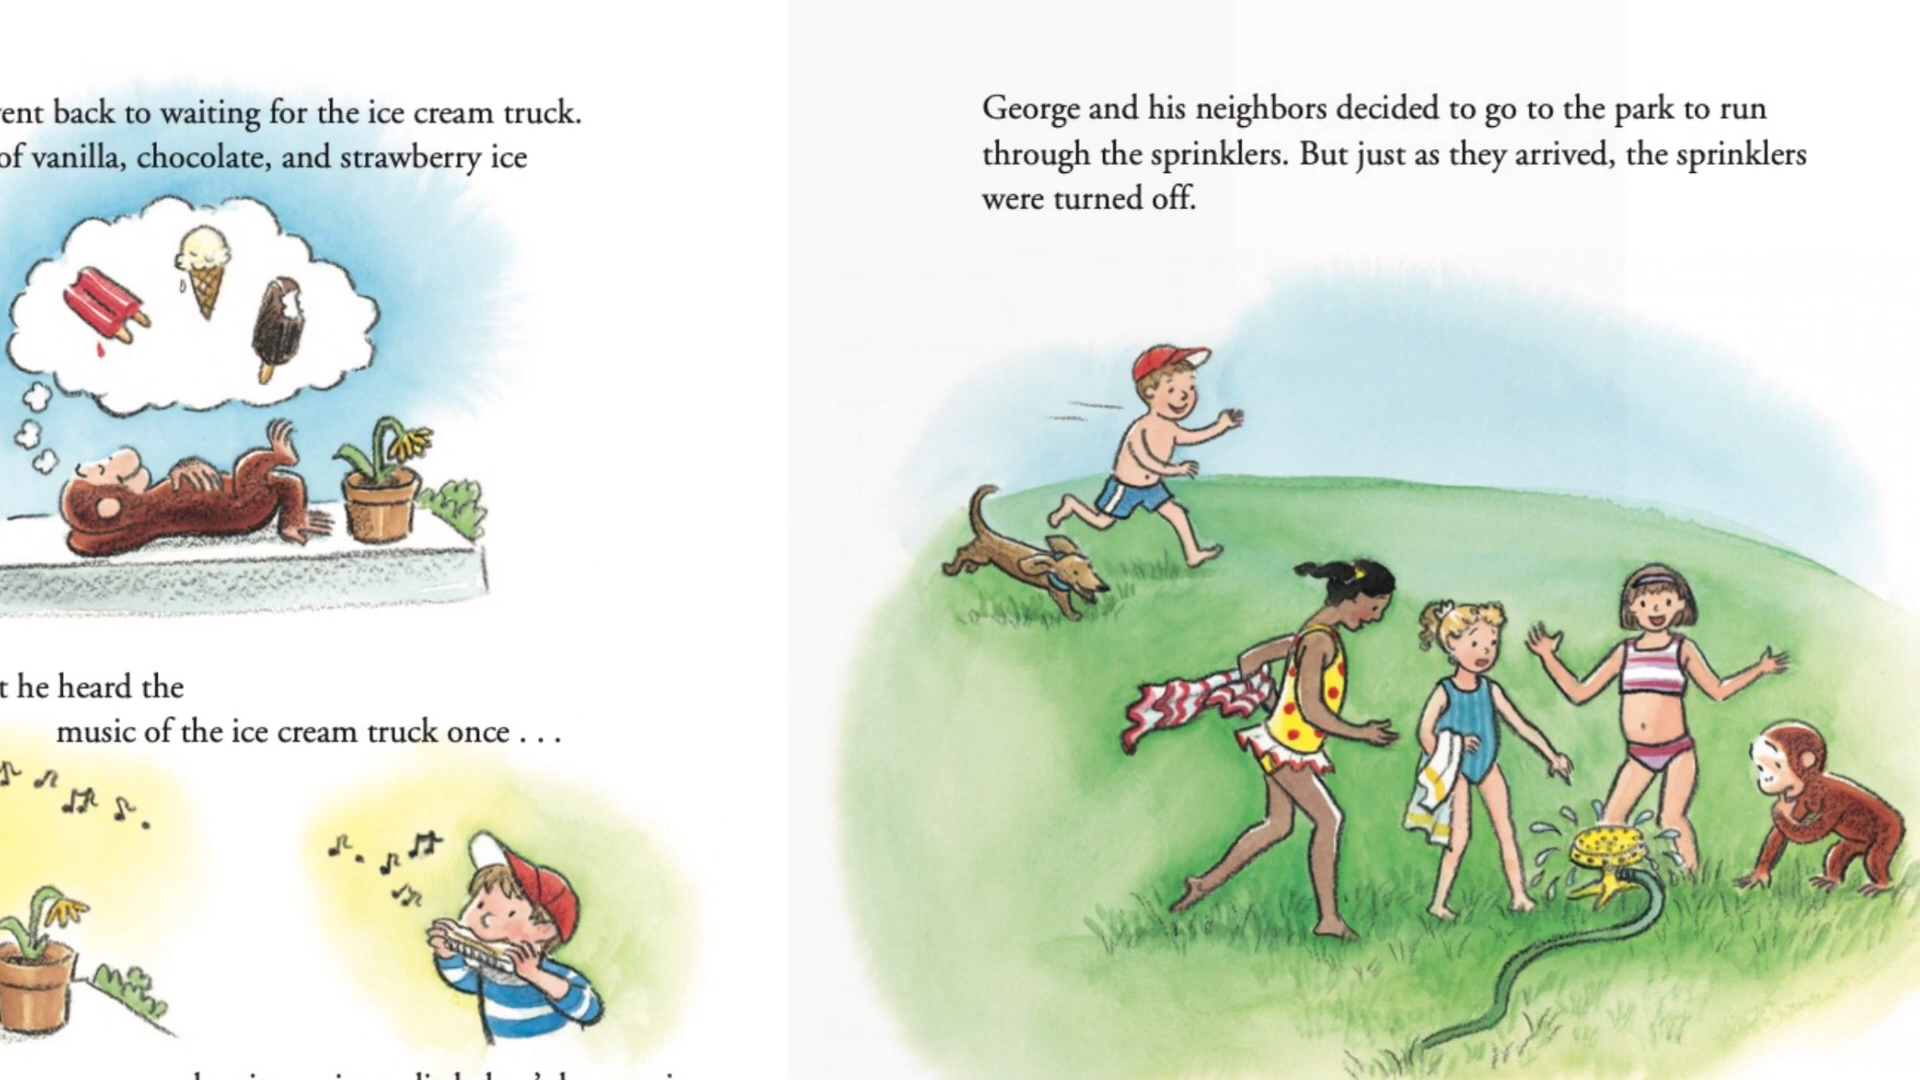 back to waiting for the ice cream truck.
of vanilla, chocolate, and strawberry ice
he heard the
music of the ice cream truck once . . .
George and his neighbors decided to go to the park to run
through the sprinklers. But just as they arrived, the sprinklers
were turned off.